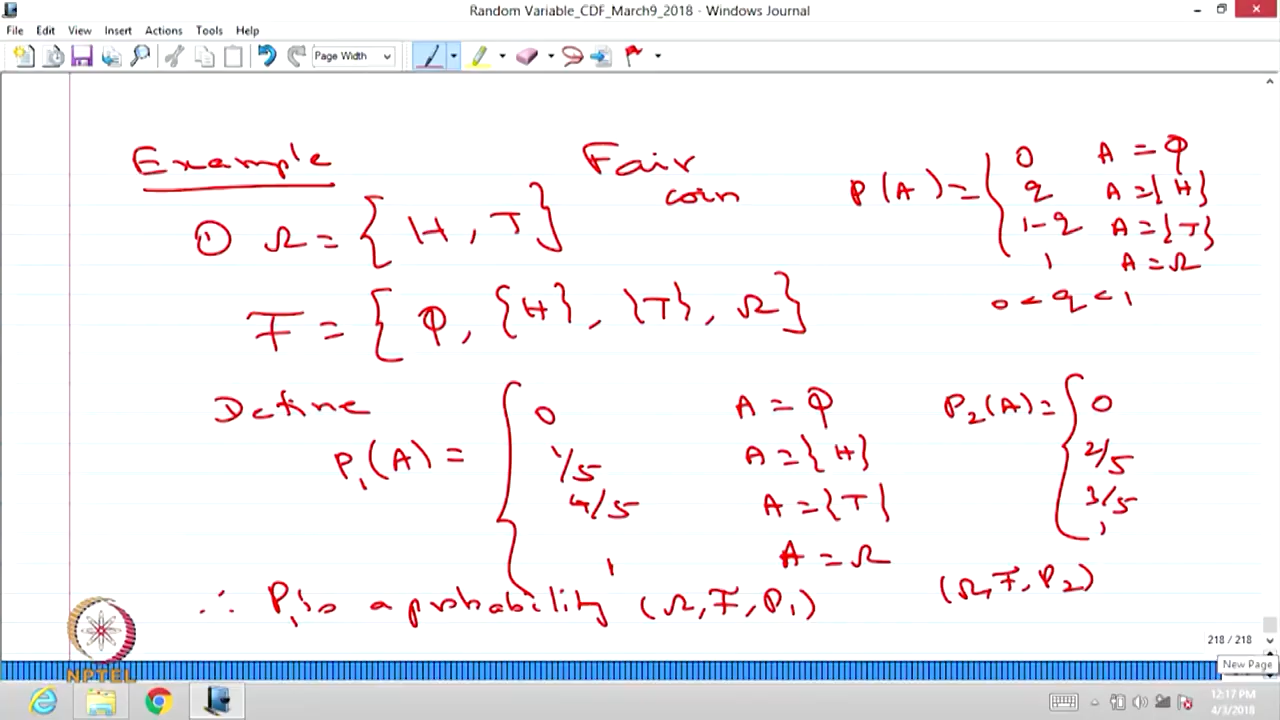 Random Variable_CDF_March9_2018 - Windows Journal
File Edit View Insert Actions Tools Help
Page Width
Example
Fair coin
① Ω = { H, T }
F = { Φ, {H}, {T}, Ω }
P(A) = { 0 A = Φ
q A = {H}
1-q A = {T}
1 A = Ω
0 < q < 1
Define
P₁(A) = { 0 A = Φ
1/5 A = {H}
4/5 A = {T}
1 A = Ω
P₂(A) = { 0
2/5
3/5
1
∴ P₁ is a probability (Ω, F, P₁)
(Ω, F, P₂)
218 / 218
New Page
NPTEL
12:17 PM
4/3/2018